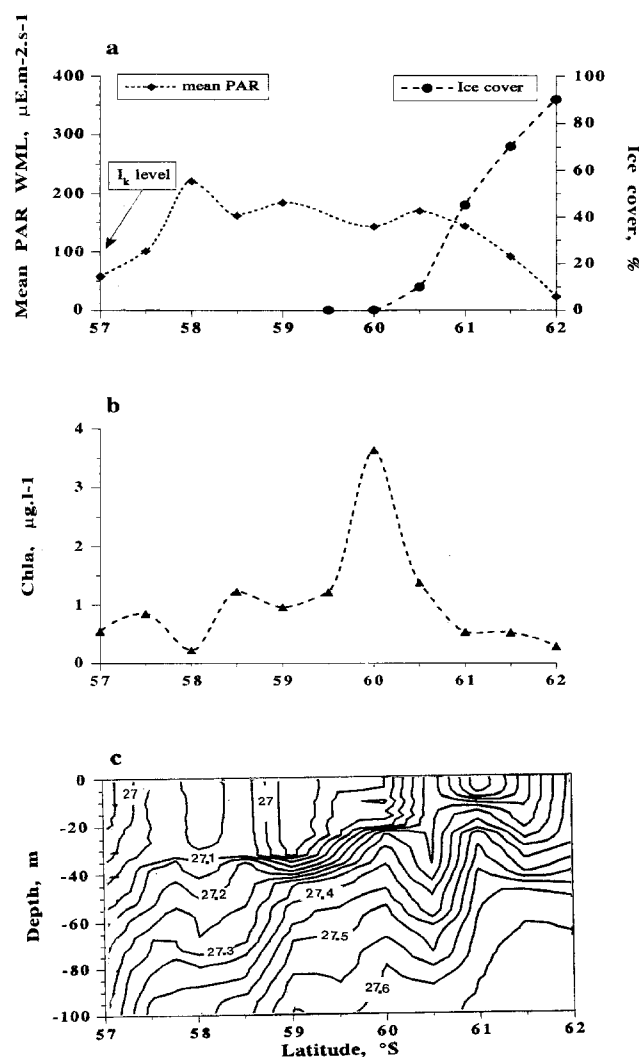 a
Mean PAR WML, µE.m-2.s-1
400
300
200
100
0
mean PAR
Ice cover
I_k level
100
80
60
40
20
0
Ice cover, %
57 58 59 60 61 62
b
Chla, µg.l-1
4
3
2
1
0
57 58 59 60 61 62
c
Depth, m
0
-20
-40
-60
-80
-100
27 27
27.1
27.2 27.4
27.3 27.5
27.6
57 58 59 60 61 62
Latitude, °S